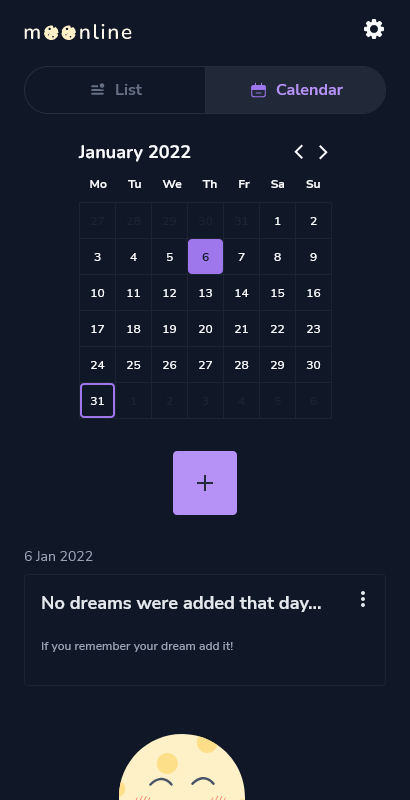 moonline
List Calendar
January 2022
Mo Tu We Th Fr Sa Su
27 28 29 30 31 1 2
3 4 5 6 7 8 9
10 11 12 13 14 15 16
17 18 19 20 21 22 23
24 25 26 27 28 29 30
31 1 2 3 4 5 6
6 Jan 2022
No dreams were added that day...
If you remember your dream add it!